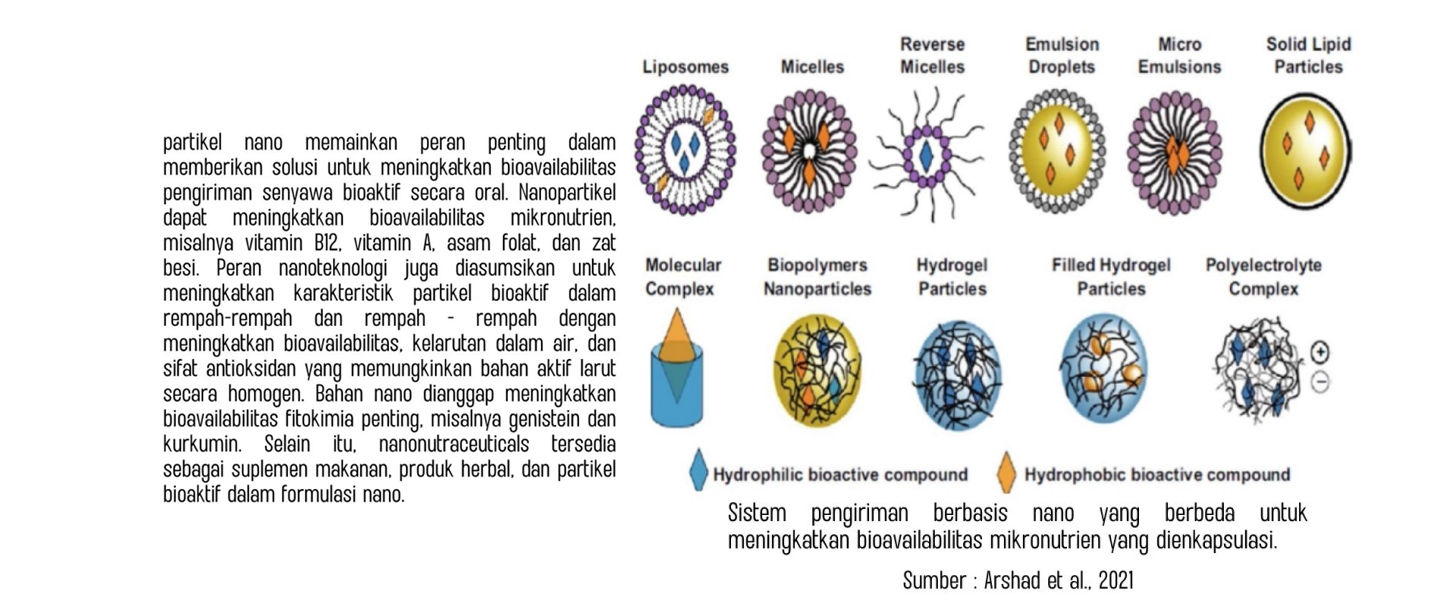 partikel nano memainkan peran penting dalam
memberikan solusi untuk meningkatkan bioavailabilitas
pengiriman senyawa bioaktif secara oral. Nanopartikel
dapat meningkatkan bioavailabilitas mikronutrien,
misalnya vitamin B12, vitamin A, asam folat, dan zat
besi. Peran nanoteknologi juga diasumsikan untuk
meningkatkan karakteristik partikel bioaktif dalam
rempah-rempah dan rempah - rempah dengan
meningkatkan bioavailabilitas, kelarutan dalam air, dan
sifat antioksidan yang memungkinkan bahan aktif larut
secara homogen. Bahan nano dianggap meningkatkan
bioavailabilitas fitokimia penting, misalnya genistein dan
kurkumin. Selain itu, nanonutraceuticals tersedia
sebagai suplemen makanan, produk herbal, dan partikel
bioaktif dalam formulasi nano.
Liposomes
Micelles
Reverse
Micelles
Emulsion
Droplets
Micro
Emulsions
Solid Lipid
Particles
Molecular
Complex
Biopolymers
Nanoparticles
Hydrogel
Particles
Filled Hydrogel
Particles
Polyelectrolyte
Complex
+
−
Hydrophilic bioactive compound
Hydrophobic bioactive compound
Sistem pengiriman berbasis nano yang berbeda untuk
meningkatkan bioavailabilitas mikronutrien yang dienkapsulasi.
Sumber : Arshad et al., 2021